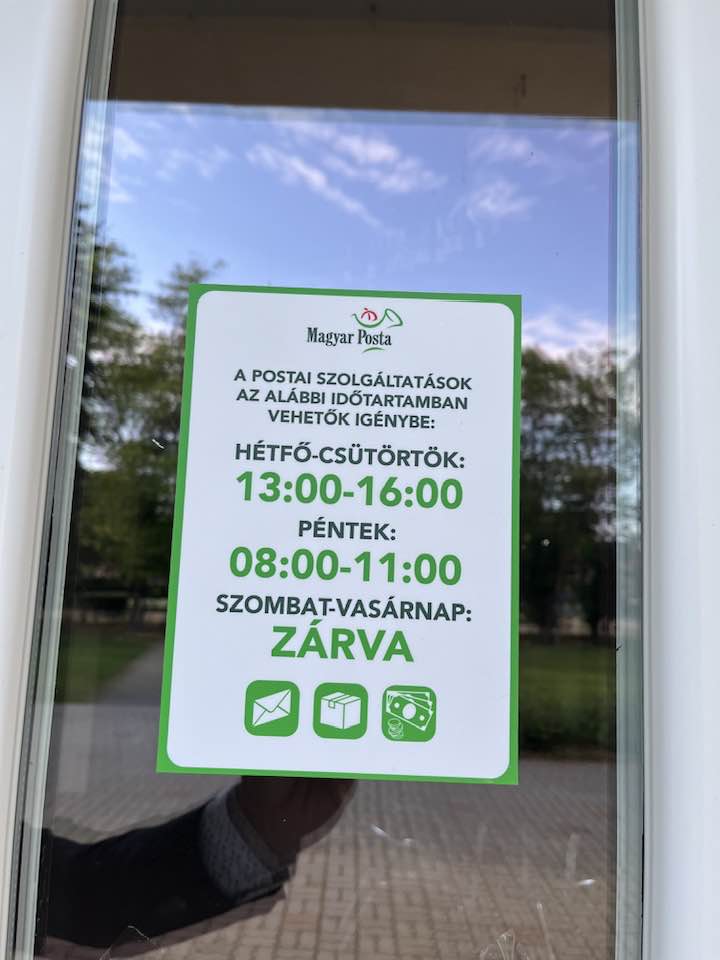 Magyar Posta
A POSTAI SZOLGÁLTATÁSOK
AZ ALÁBBI IDŐTARTAMBAN
VEHETŐK IGÉNYBE:
HÉTFŐ-CSÜTÖRTÖK:
13:00-16:00
PÉNTEK:
08:00-11:00
SZOMBAT-VASÁRNAP:
ZÁRVA